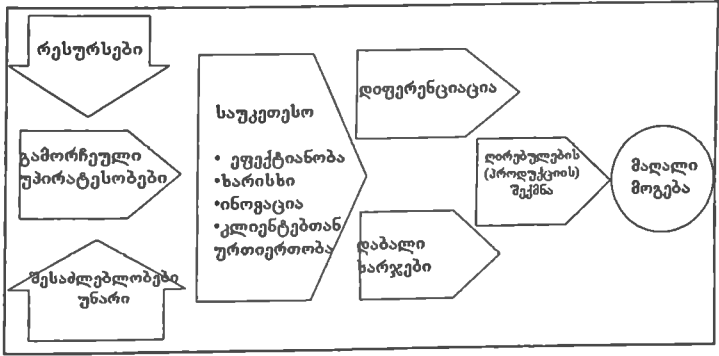 რესურსები
გამორჩეული
უპირატესობები
შესაძლებლობები
უნარი
საუკეთესო
• ეფექტიანობა
•ხარისხი
•ინოვაცია
•კლიენტებთან
ურთიერთობა
დიფერენციაცია
დაბალი
ხარჯები
ღირებულების
(პროდუქციის)
შექმნა
მაღალი
მოგება